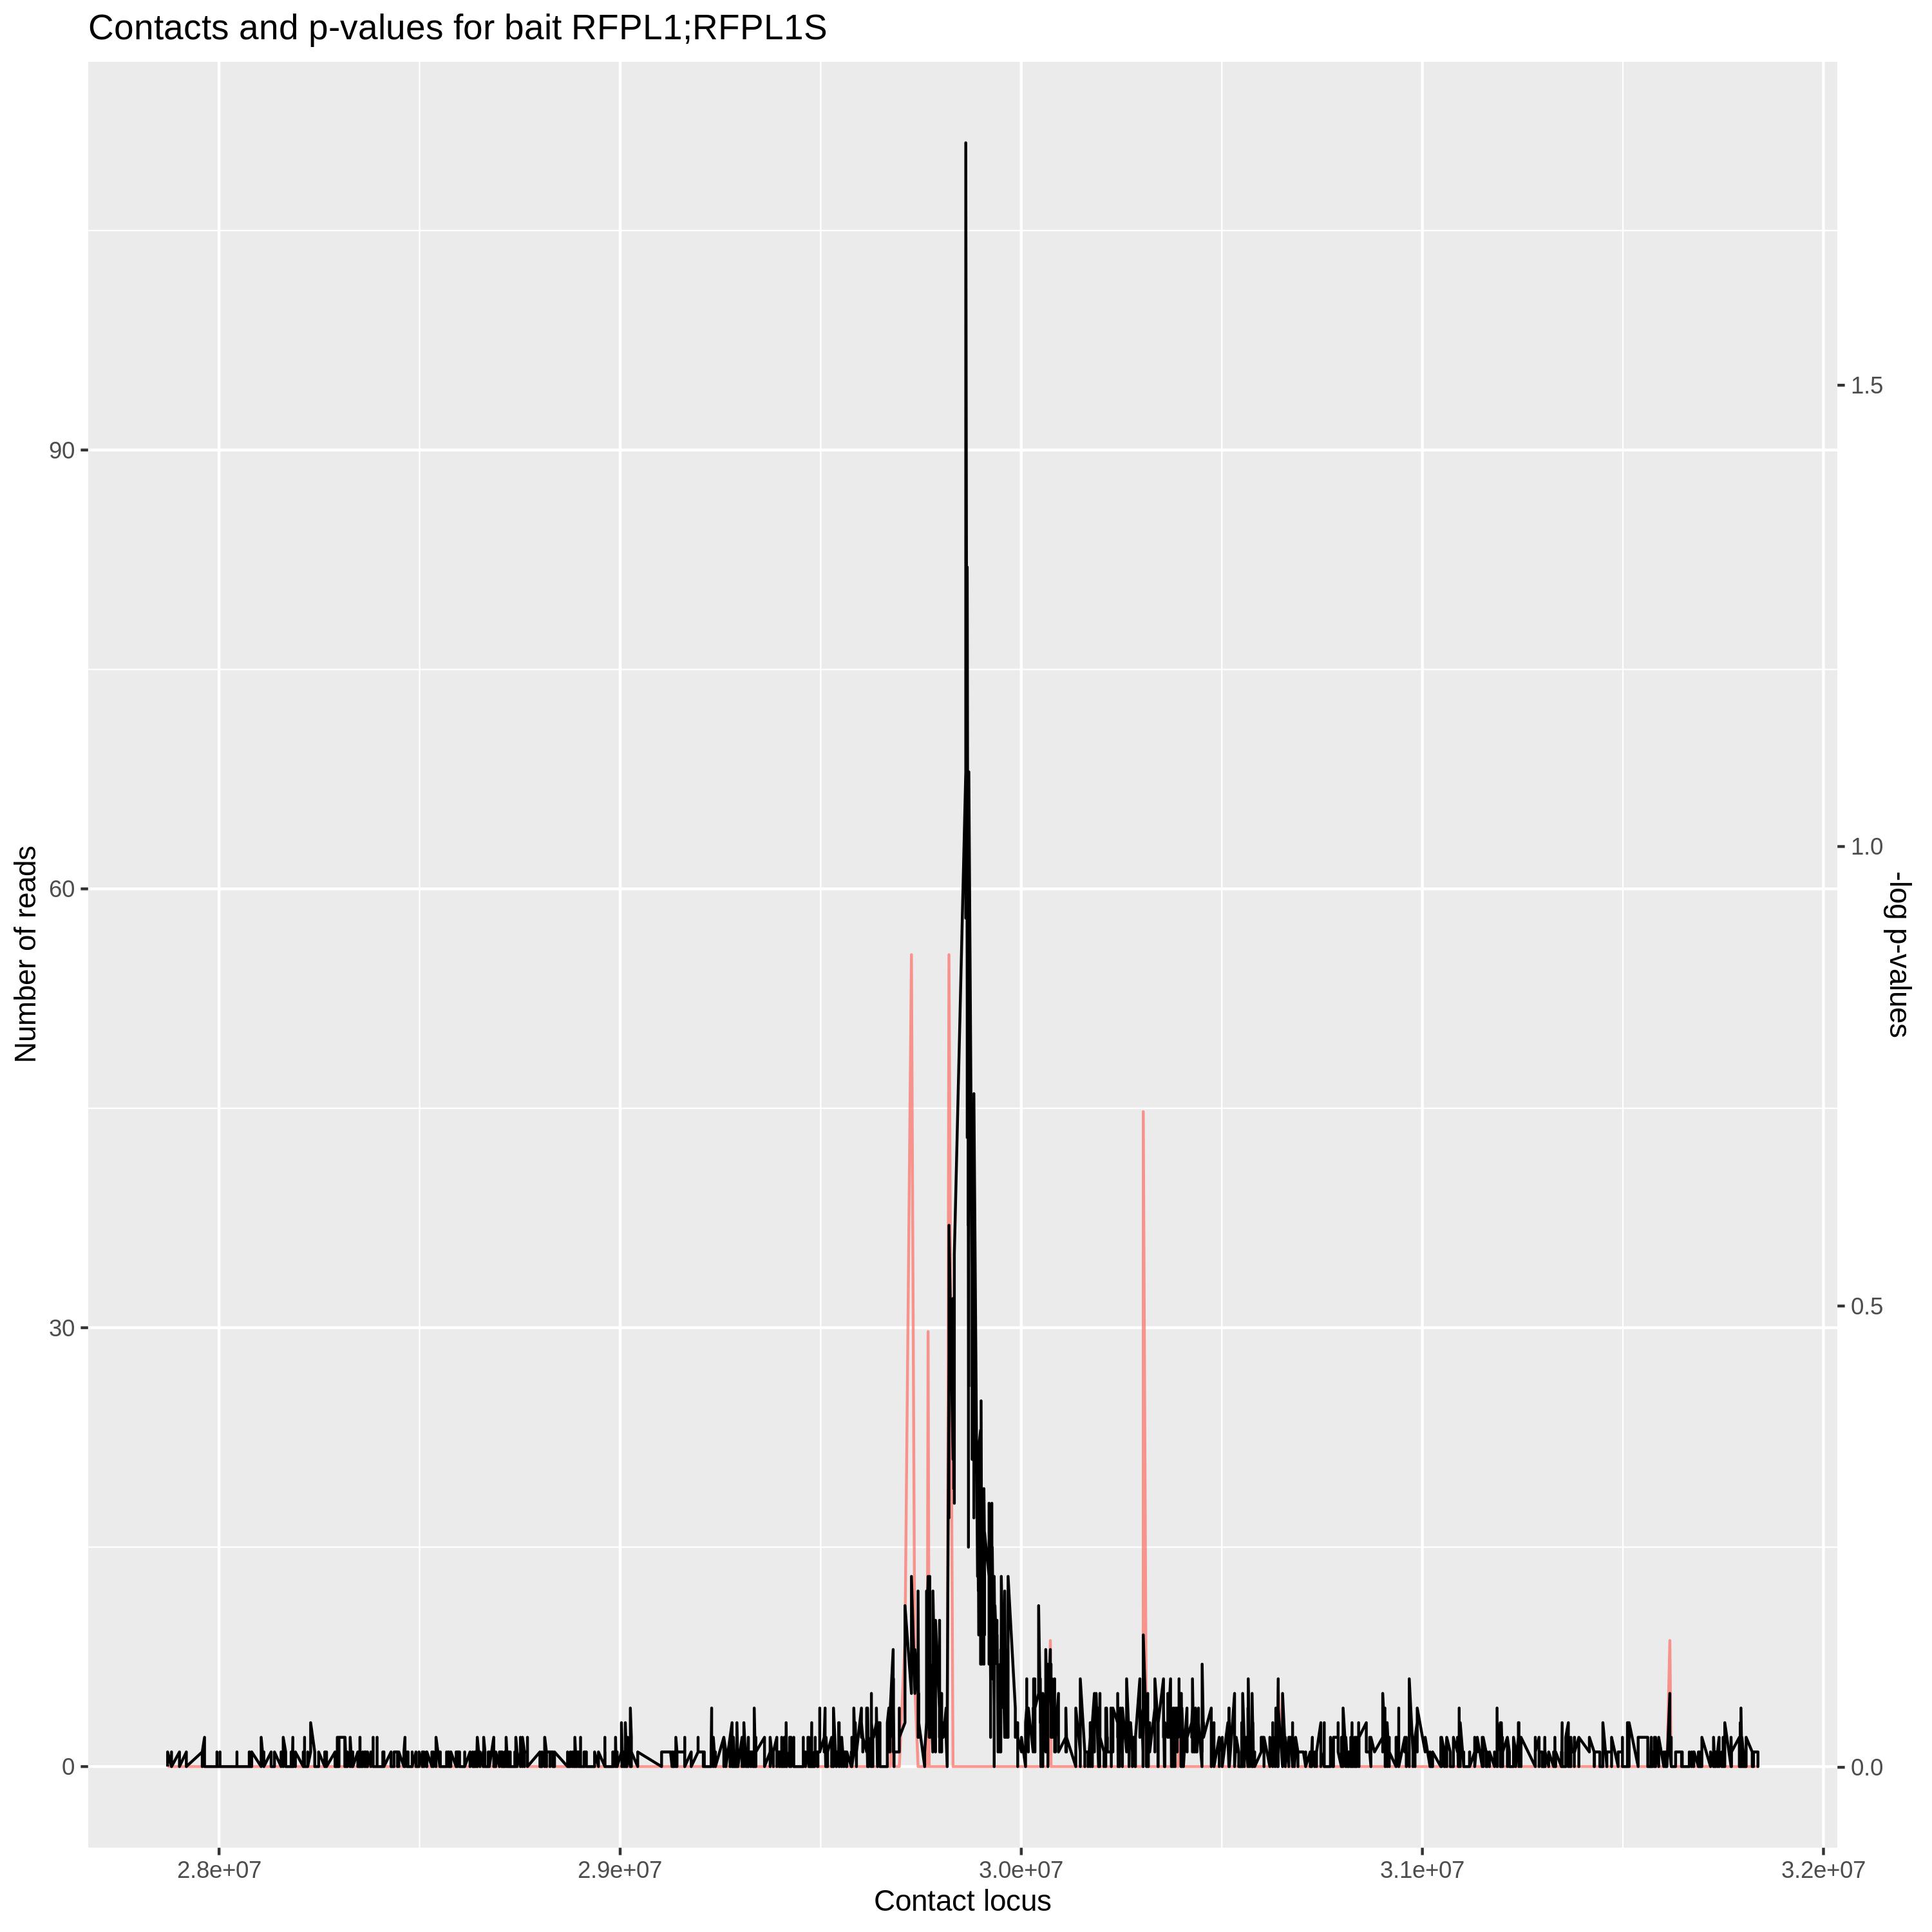 Contacts and p-values for bait RFPL1;RFPL1S
90
60
30
0
Number of reads
1.5
1.0
0.5
0.0
-log p-values
2.8e+07
2.9e+07
3.0e+07
3.1e+07
3.2e+07
Contact locus